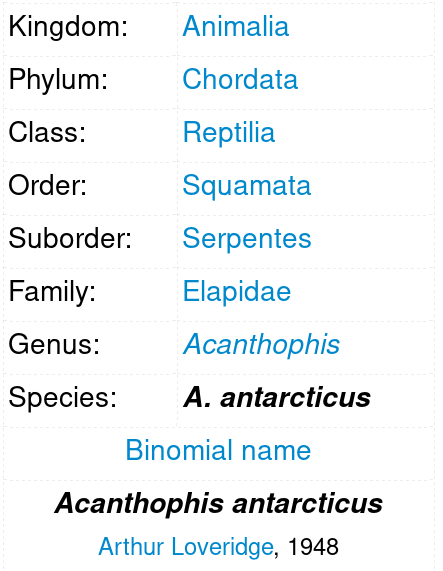 Kingdom: Animalia
Phylum: Chordata
Class: Reptilia
Order: Squamata
Suborder: Serpentes
Family: Elapidae
Genus: Acanthophis
Species: A. antarcticus
Binomial name
Acanthophis antarcticus
Arthur Loveridge, 1948